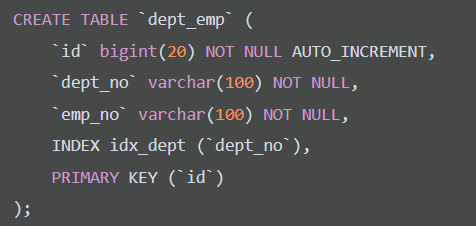 CREATE TABLE `dept_emp` (
    `id` bigint(20) NOT NULL AUTO_INCREMENT,
    `dept_no` varchar(100) NOT NULL,
    `emp_no` varchar(100) NOT NULL,
    INDEX idx_dept (`dept_no`),
    PRIMARY KEY (`id`)
);